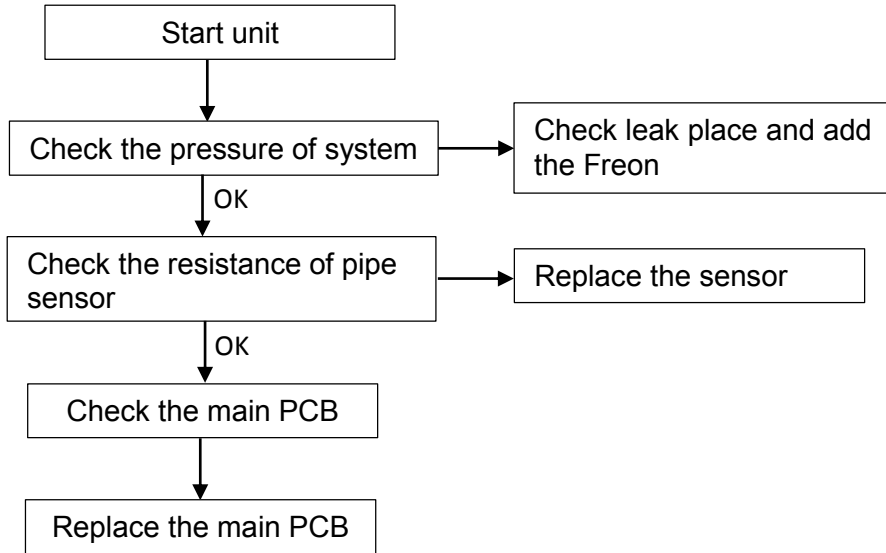 Start unit
Check the pressure of system
Check leak place and add
the Freon
OK
Check the resistance of pipe
sensor
Replace the sensor
OK
Check the main PCB
Replace the main PCB